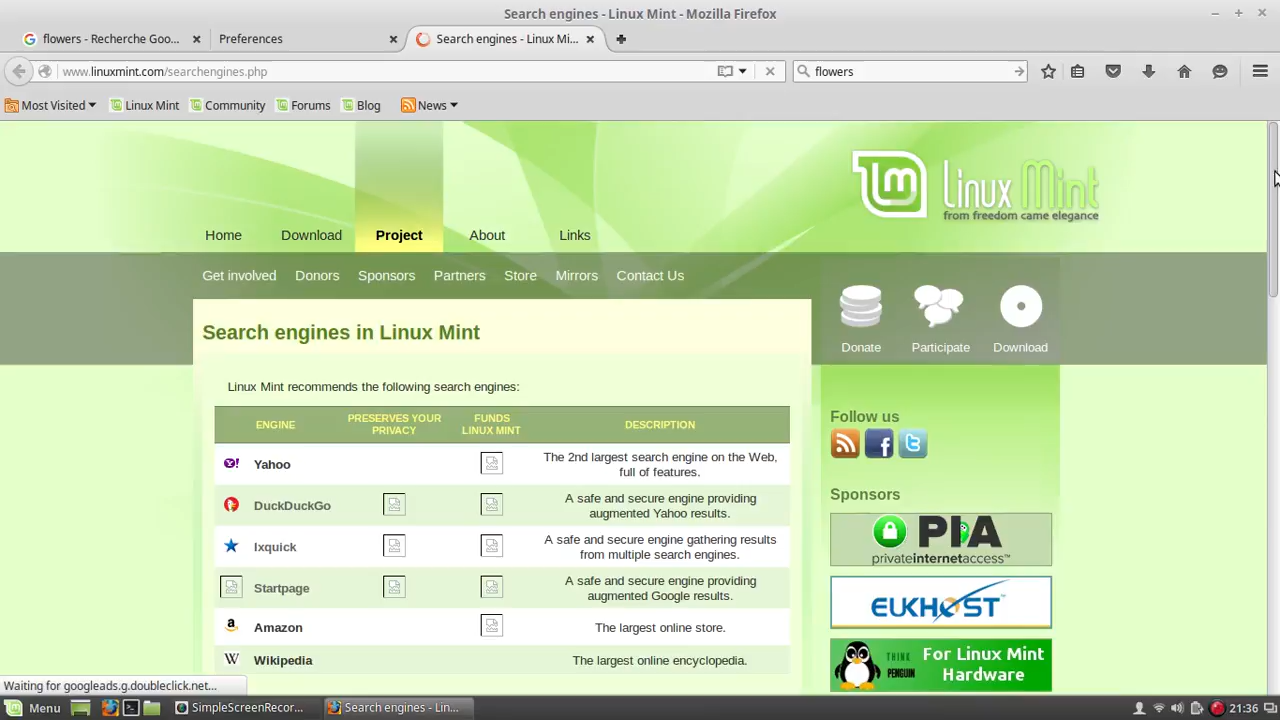 Search engines - Linux Mint - Mozilla Firefox
flowers - Recherche Goo...
Preferences
Search engines - Linux Mi...
www.linuxmint.com/searchengines.php
flowers
Most Visited
Linux Mint
Community
Forums
Blog
News
Linux Mint
from freedom came elegance
Home
Download
Project
About
Links
Get involved
Donors
Sponsors
Partners
Store
Mirrors
Contact Us
Donate
Participate
Download
Search engines in Linux Mint
Linux Mint recommends the following search engines:
ENGINE
PRESERVES YOUR
PRIVACY
FUNDS
LINUX MINT
DESCRIPTION
Yahoo
The 2nd largest search engine on the Web,
full of features.
DuckDuckGo
A safe and secure engine providing
augmented Yahoo results.
Ixquick
A safe and secure engine gathering results
from multiple search engines.
Startpage
A safe and secure engine providing
augmented Google results.
Amazon
The largest online store.
Wikipedia
The largest online encyclopedia.
Follow us
Sponsors
PIA
privateinternetaccess™
EUKHOST™
THINK
PENGUIN
For Linux Mint
Hardware
Waiting for googleads.g.doubleclick.net...
Menu
SimpleScreenRecor...
Search engines - Lin...
21:36